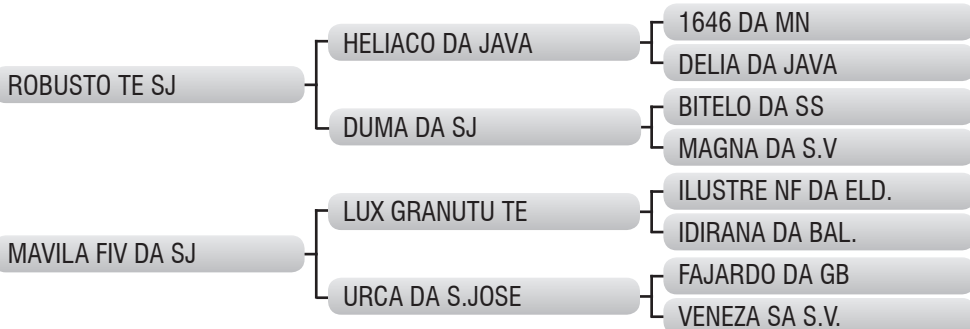 ROBUSTO TE SJ
HELIACO DA JAVA
1646 DA MN
DELIA DA JAVA
DUMA DA SJ
BITELO DA SS
MAGNA DA S.V
MAVILA FIV DA SJ
LUX GRANUTU TE
ILUSTRE NF DA ELD.
IDIRANA DA BAL.
URCA DA S.JOSE
FAJARDO DA GB
VENEZA SA S.V.